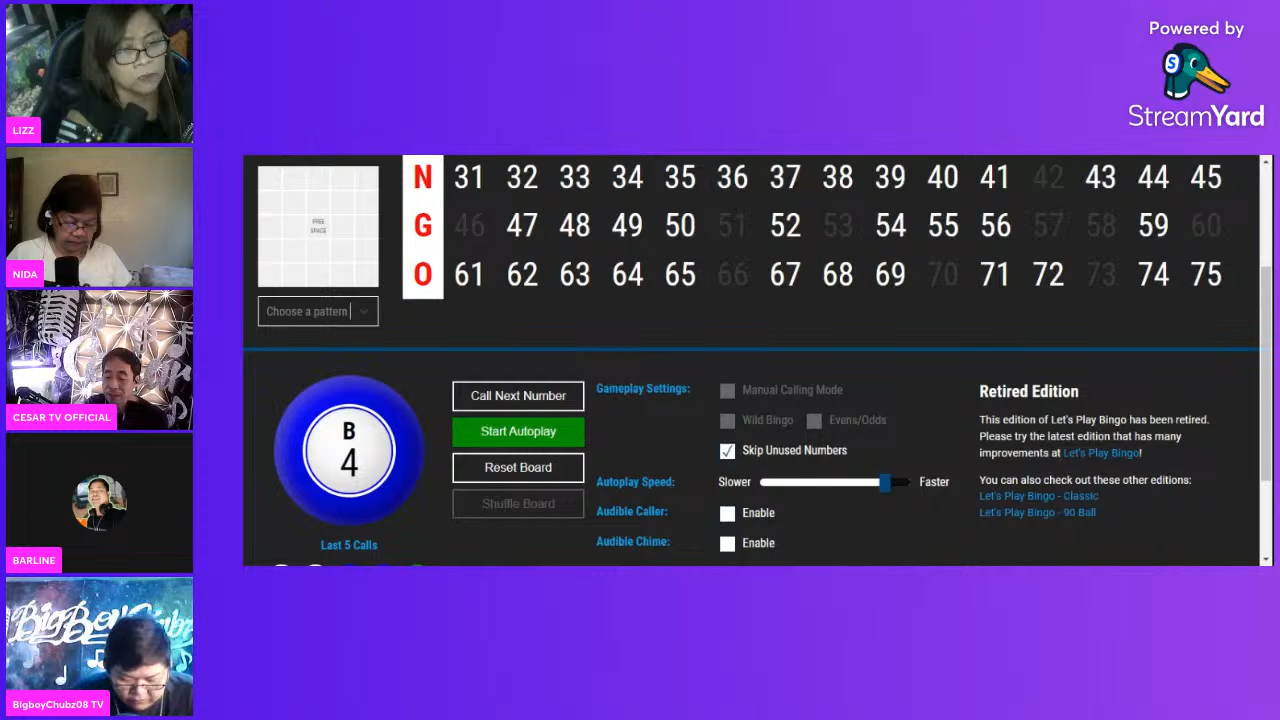 Powered by
S
StreamYard
LIZZ
NIDA
CESAR TV OFFICIAL
BARLINE
BigBoyChubz
BigboyChubz08 TV
FREE
SPACE
Choose a pattern
N 31 32 33 34 35 36 37 38 39 40 41 42 43 44 45
G 46 47 48 49 50 51 52 53 54 55 56 57 58 59 60
O 61 62 63 64 65 66 67 68 69 70 71 72 73 74 75
B
4
Last 5 Calls
Call Next Number
Start Autoplay
Reset Board
Shuffle Board
Gameplay Settings:
Manual Calling Mode
Wild Bingo
Evens/Odds
Skip Unused Numbers
Autoplay Speed:
Slower
Faster
Audible Caller:
Enable
Audible Chime:
Enable
Retired Edition
This edition of Let's Play Bingo has been retired.
Please try the latest edition that has many
improvements at Let's Play Bingo!
You can also check out these other editions:
Let's Play Bingo - Classic
Let's Play Bingo - 90 Ball